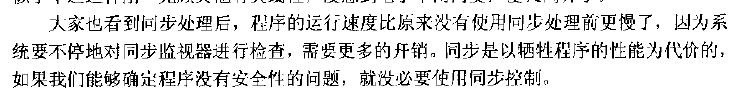 大家也看到同步处理后，程序的运行速度比原来没有使用同步处理前更慢了，因为系
统要不停地对同步监视器进行检查，需要更多的开销。同步是以牺牲程序的性能为代价的，
如果我们能够确定程序没有安全性的问题，就没必要使用同步控制。